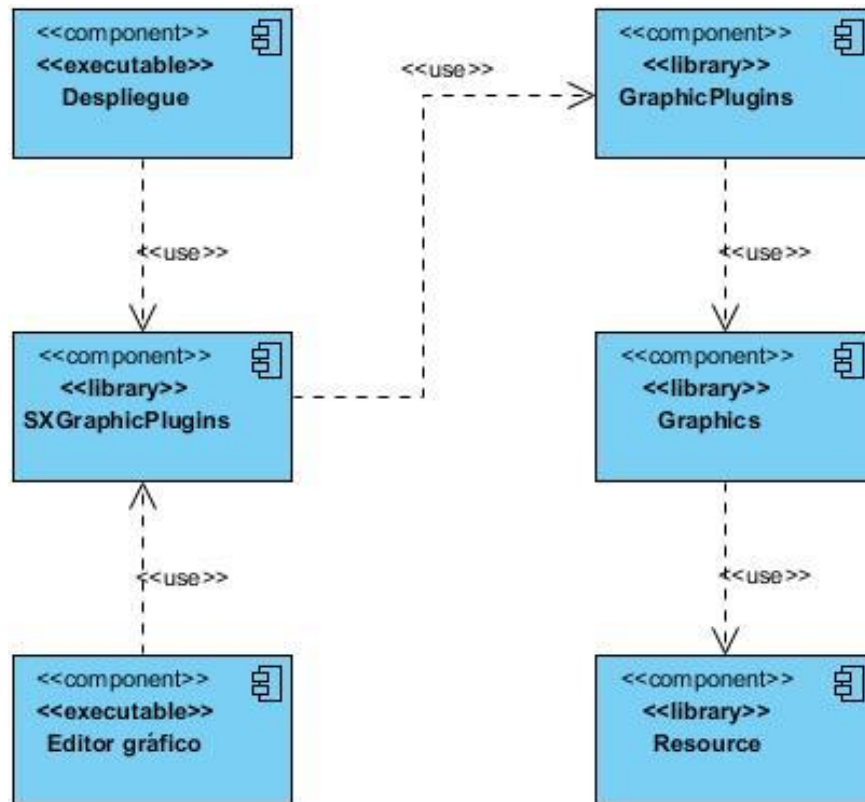 <<component>>
<<executable>>
Despliegue
<<use>>
<<component>>
<<library>>
GraphicPlugins
<<use>>
<<use>>
<<component>>
<<library>>
SXGraphicPlugins
<<component>>
<<library>>
Graphics
<<use>>
<<use>>
<<component>>
<<executable>>
Editor gráfico
<<component>>
<<library>>
Resource